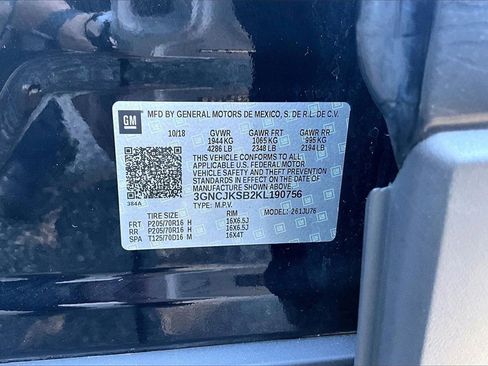 GM
MFD BY GENERAL MOTORS DE MEXICO, S. DE R.L. DE C.V.
10/18 GVWR GAWR FRT GAWR RR
1944 KG 1065 KG 995 KG
4286 LB 2348 LB 2194 LB
THIS VEHICLE CONFORMS TO ALL
APPLICABLE U.S. FEDERAL MOTOR
VEHICLE SAFETY AND THEFT
PREVENTION STANDARDS IN EFFECT
ON THE DATE OF MANUFACTURE
SHOWN ABOVE.
384A
3GNCJKSB2KL190756
TYPE: M.P.V. MODEL: 261JU76
TIRE SIZE RIM
FRT P205/70R16 H 16X6.5J
RR P205/70R16 H 16X6.5J
SPA T125/70D16 M 16X4T